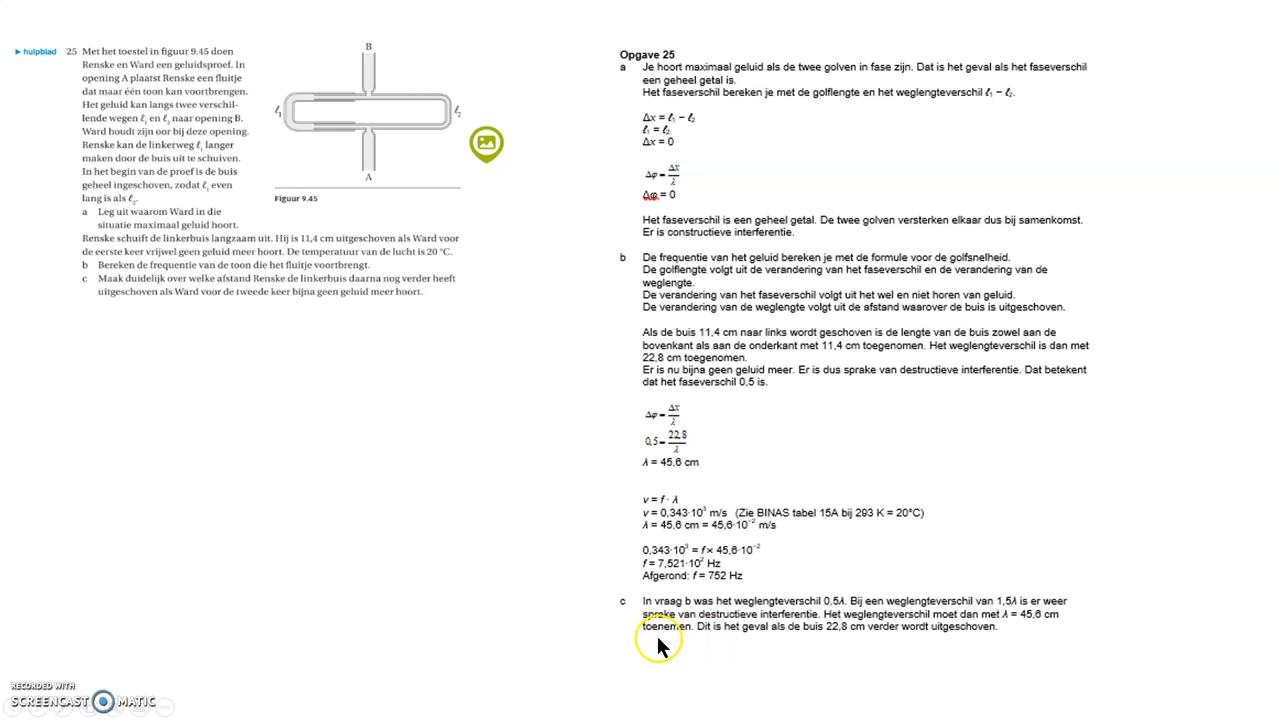 ▶ hulpblad
25 Met het toestel in figuur 9.45 doen
Renske en Ward een geluidsproef. In
opening A plaatst Renske een fluitje
dat maar één toon kan voortbrengen.
Het geluid kan langs twee verschil-
lende wegen ℓ1 en ℓ2 naar opening B.
Ward houdt zijn oor bij deze opening.
Renske kan de linkerweg ℓ1 langer
maken door de buis uit te schuiven.
In het begin van de proef is de buis
geheel ingeschoven, zodat ℓ1 even
lang is als ℓ2.
a Leg uit waarom Ward in die
situatie maximaal geluid hoort.
B
ℓ1
ℓ2
A
Figuur 9.45
Renske schuift de linkerbuis langzaam uit. Hij is 11,4 cm uitgeschoven als Ward voor
de eerste keer vrijwel geen geluid meer hoort. De temperatuur van de lucht is 20 °C.
b Bereken de frequentie van de toon die het fluitje voortbrengt.
c Maak duidelijk over welke afstand Renske de linkerbuis daarna nog verder heeft
uitgeschoven als Ward voor de tweede keer bijna geen geluid meer hoort.
Opgave 25
a Je hoort maximaal geluid als de twee golven in fase zijn. Dat is het geval als het faseverschil
een geheel getal is.
Het faseverschil bereken je met de golflengte en het weglengteverschil ℓ1 − ℓ2.
Δx = ℓ1 − ℓ2
ℓ1 = ℓ2
Δx = 0
Δφ = Δx/λ
Δφ = 0
Het faseverschil is een geheel getal. De twee golven versterken elkaar dus bij samenkomst.
Er is constructieve interferentie.
b De frequentie van het geluid bereken je met de formule voor de golfsnelheid.
De golflengte volgt uit de verandering van het faseverschil en de verandering van de
weglengte.
De verandering van het faseverschil volgt uit het wel en niet horen van geluid.
De verandering van de weglengte volgt uit de afstand waarover de buis is uitgeschoven.
Als de buis 11,4 cm naar links wordt geschoven is de lengte van de buis zowel aan de
bovenkant als aan de onderkant met 11,4 cm toegenomen. Het weglengteverschil is dan met
22,8 cm toegenomen.
Er is nu bijna geen geluid meer. Er is dus sprake van destructieve interferentie. Dat betekent
dat het faseverschil 0,5 is.
Δφ = Δx/λ
0,5 = 22,8/λ
λ = 45,6 cm
v = f · λ
v = 0,343·10³ m/s (Zie BINAS tabel 15A bij 293 K = 20°C)
λ = 45,6 cm = 45,6·10⁻² m/s
0,343·10³ = f × 45,6·10⁻²
f = 7,521·10² Hz
Afgerond: f = 752 Hz
c In vraag b was het weglengteverschil 0,5λ. Bij een weglengteverschil van 1,5λ is er weer
sprake van destructieve interferentie. Het weglengteverschil moet dan met λ = 45,6 cm
toenemen. Dit is het geval als de buis 22,8 cm verder wordt uitgeschoven.
RECORDED WITH
SCREENCAST MATIC